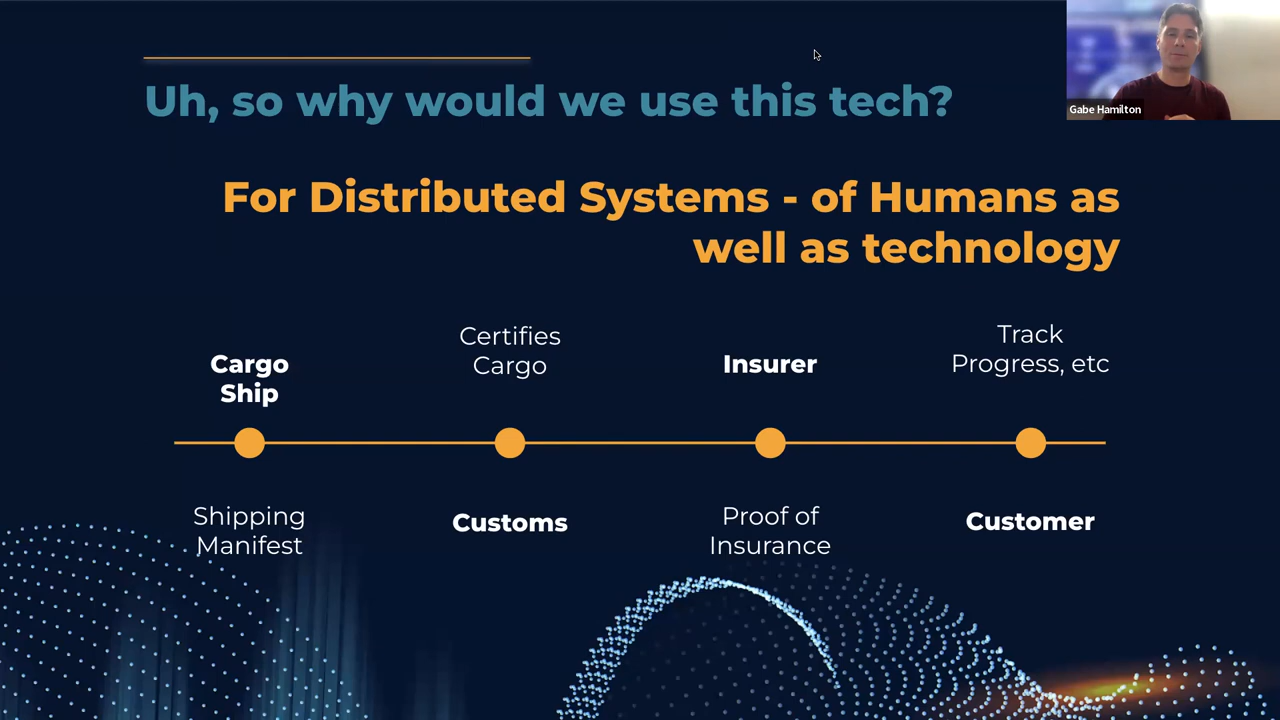 Uh, so why would we use this tech?
Gabe Hamilton
For Distributed Systems - of Humans as
well as technology
Cargo
Ship
Certifies
Cargo
Insurer
Track
Progress, etc
Shipping
Manifest
Customs
Proof of
Insurance
Customer